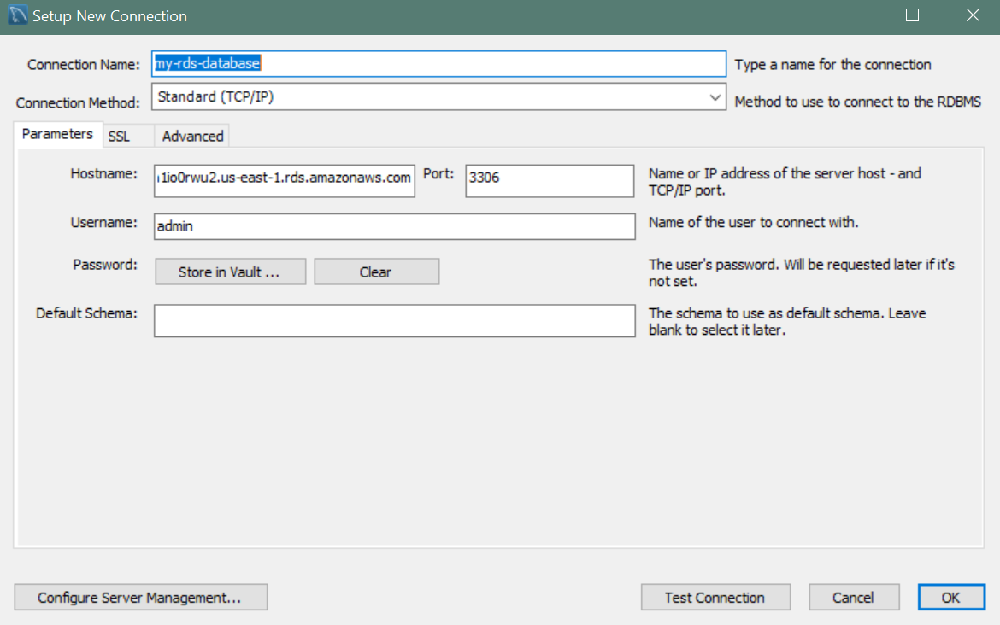 Setup New Connection
Connection Name: my-rds-database Type a name for the connection
Connection Method: Standard (TCP/IP) Method to use to connect to the RDBMS
Parameters SSL Advanced
Hostname: 1io0rwu2.us-east-1.rds.amazonaws.com Port: 3306 Name or IP address of the server host - and
TCP/IP port.
Username: admin Name of the user to connect with.
Password: Store in Vault ... Clear The user's password. Will be requested later if it's
not set.
Default Schema: The schema to use as default schema. Leave
blank to select it later.
Configure Server Management... Test Connection Cancel OK